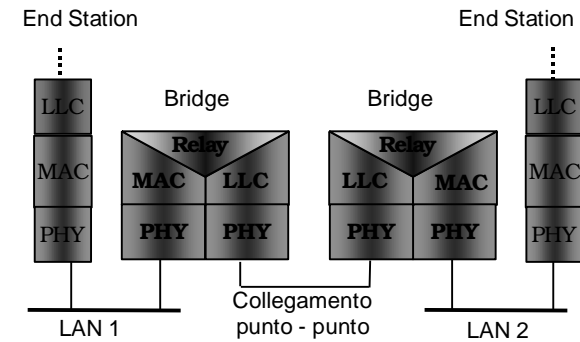 End Station
End Station
Bridge
Bridge
LLC
LLC
Relay
Relay
MAC
MAC
LLC
LLC
MAC
MAC
PHY
PHY
PHY
PHY
PHY
PHY
Collegamento
punto - punto
LAN 1
LAN 2